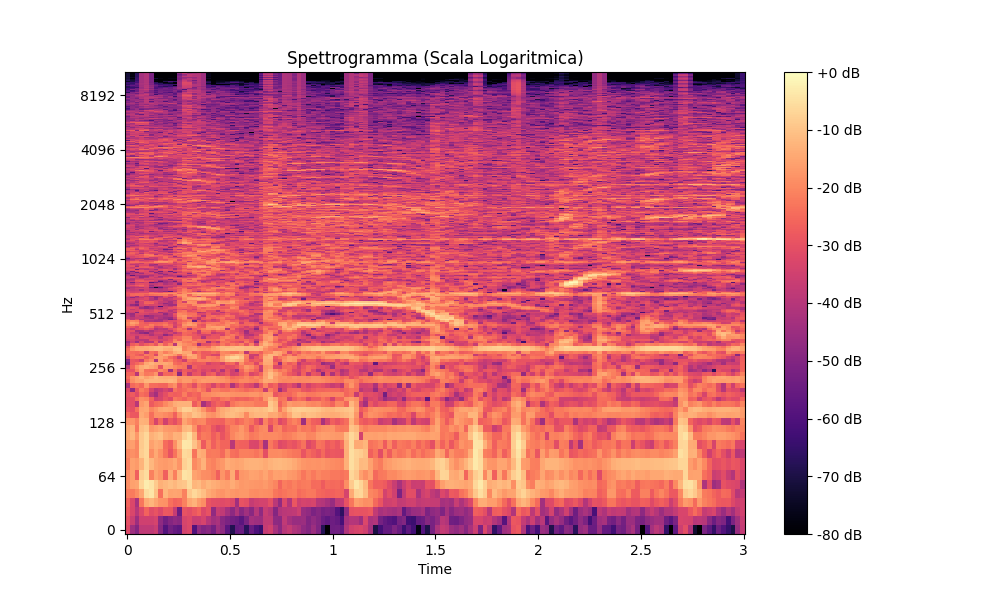 Spettrogramma (Scala Logaritmica)
Hz
8192
4096
2048
1024
512
256
128
64
0
0
0.5
1
1.5
2
2.5
3
Time
+0 dB
-10 dB
-20 dB
-30 dB
-40 dB
-50 dB
-60 dB
-70 dB
-80 dB